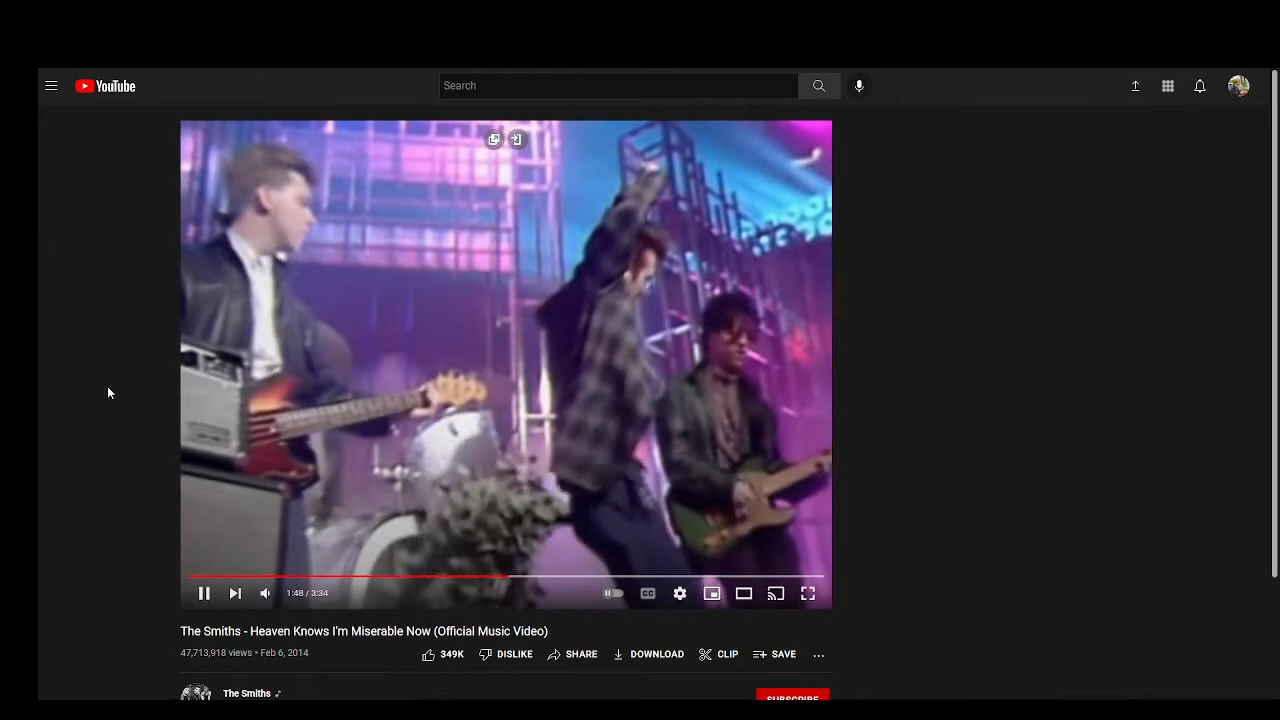 YouTube
Search
1:48 / 3:34
CC
The Smiths - Heaven Knows I'm Miserable Now (Official Music Video)
47,713,918 views • Feb 6, 2014
349K DISLIKE SHARE DOWNLOAD CLIP SAVE ...
The Smiths
SUBSCRIBE